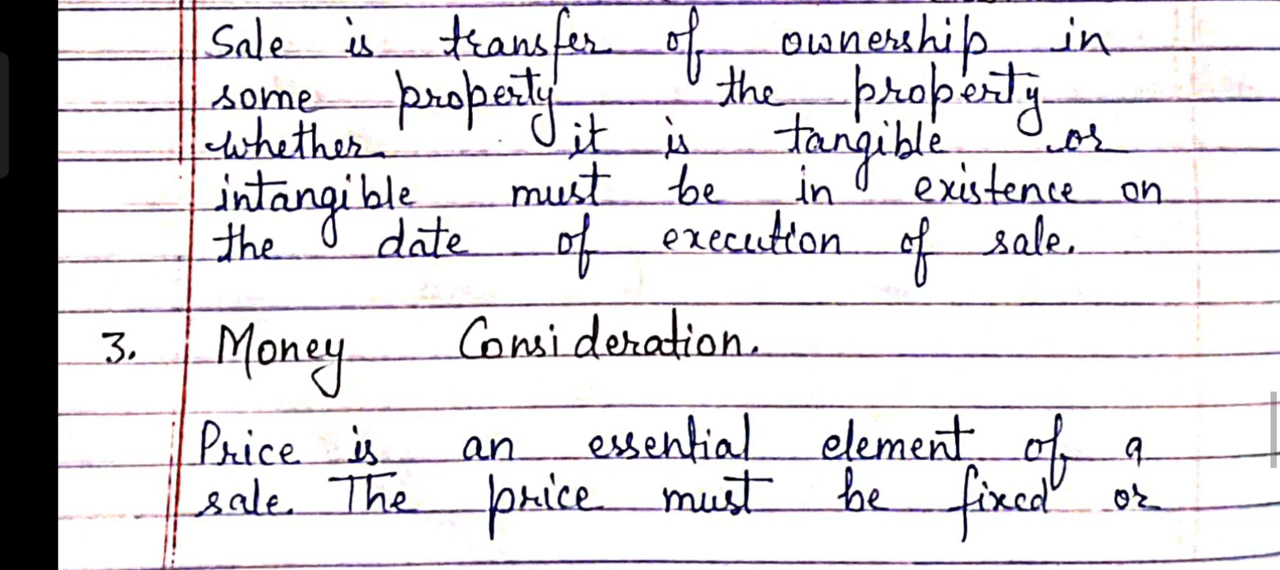 Sale is transfer of ownership in
some property the property
whether it is tangible or
intangible must be in existence on
the date of execution of sale.
3. Money Consideration.
Price is an essential element of a
sale. The price must be fixed or